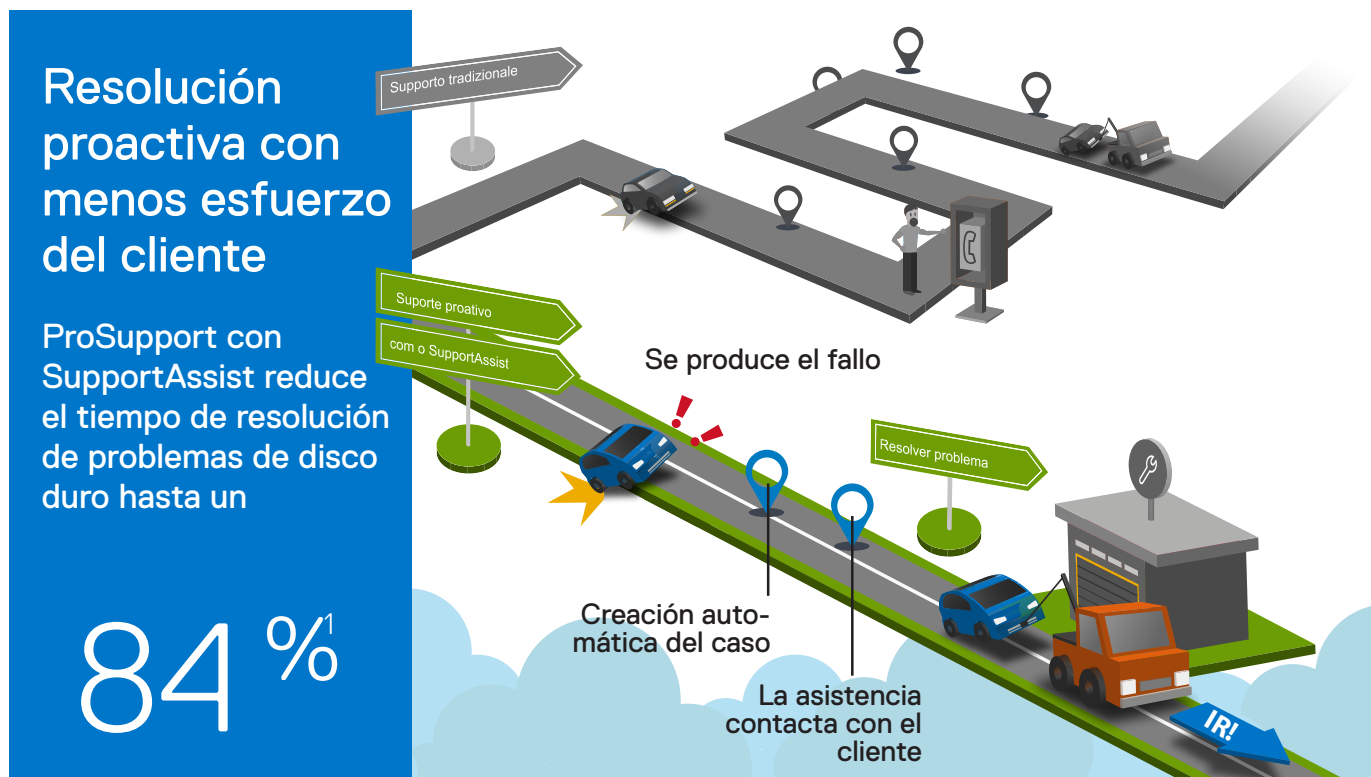 Resolución
proactiva con
menos esfuerzo
del cliente
ProSupport con
SupportAssist reduce
el tiempo de resolución
de problemas de disco
duro hasta un
84 %1
Supporto tradizionale
Suporte proativo
com o SupportAssist
Se produce el fallo
Resolver problema
Creación auto-
mática del caso
La asistencia
contacta con el
cliente
IR!